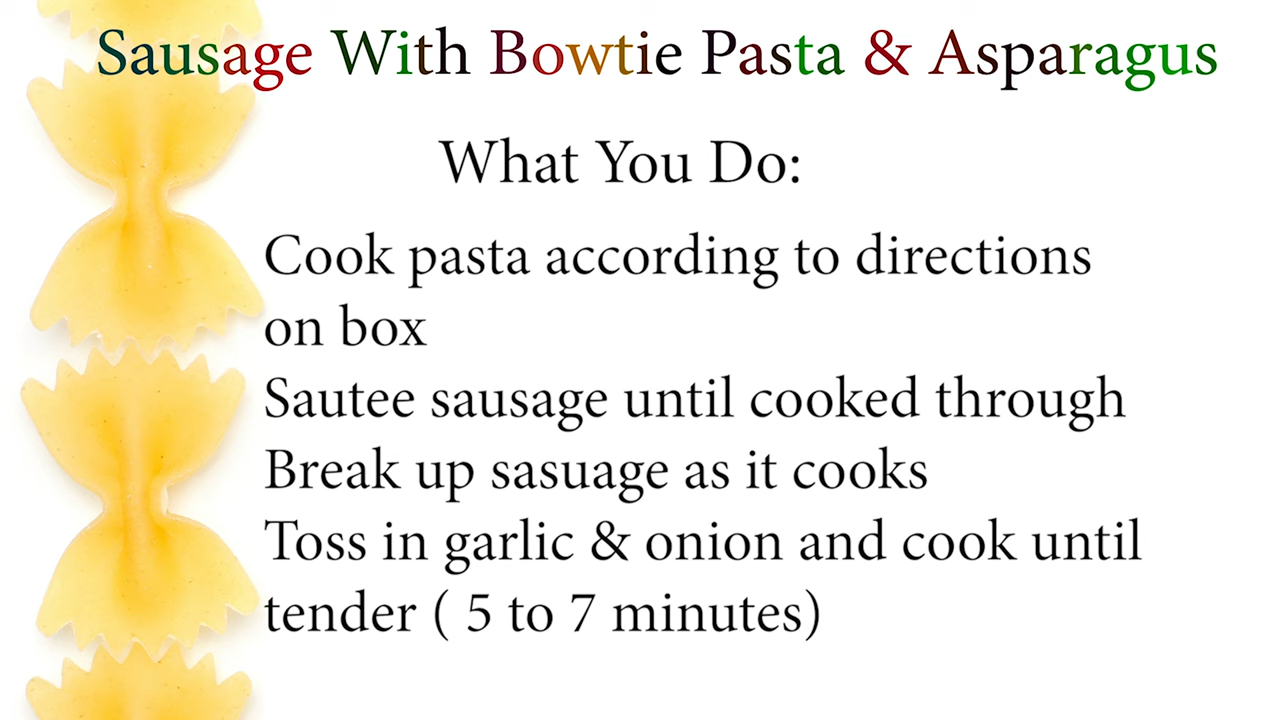 Sausage With Bowtie Pasta & Asparagus
What You Do:
Cook pasta according to directions
on box
Sautee sausage until cooked through
Break up sasuage as it cooks
Toss in garlic & onion and cook until
tender ( 5 to 7 minutes)